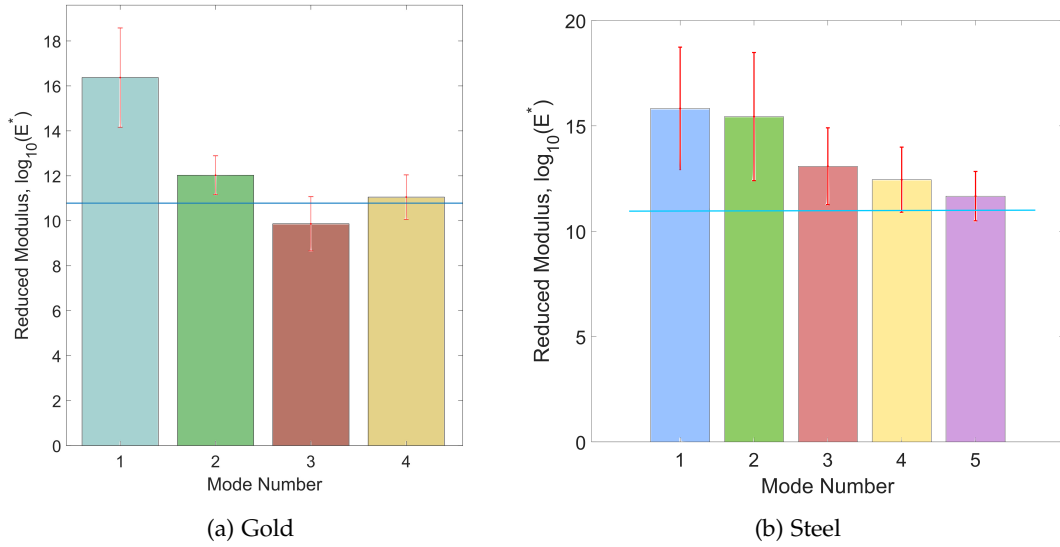 Reduced Modulus, log10(E*)
18
16
14
12
10
8
6
4
2
0
1 2 3 4
Mode Number
(a) Gold
Reduced Modulus, log10(E*)
20
15
10
5
0
1 2 3 4 5
Mode Number
(b) Steel